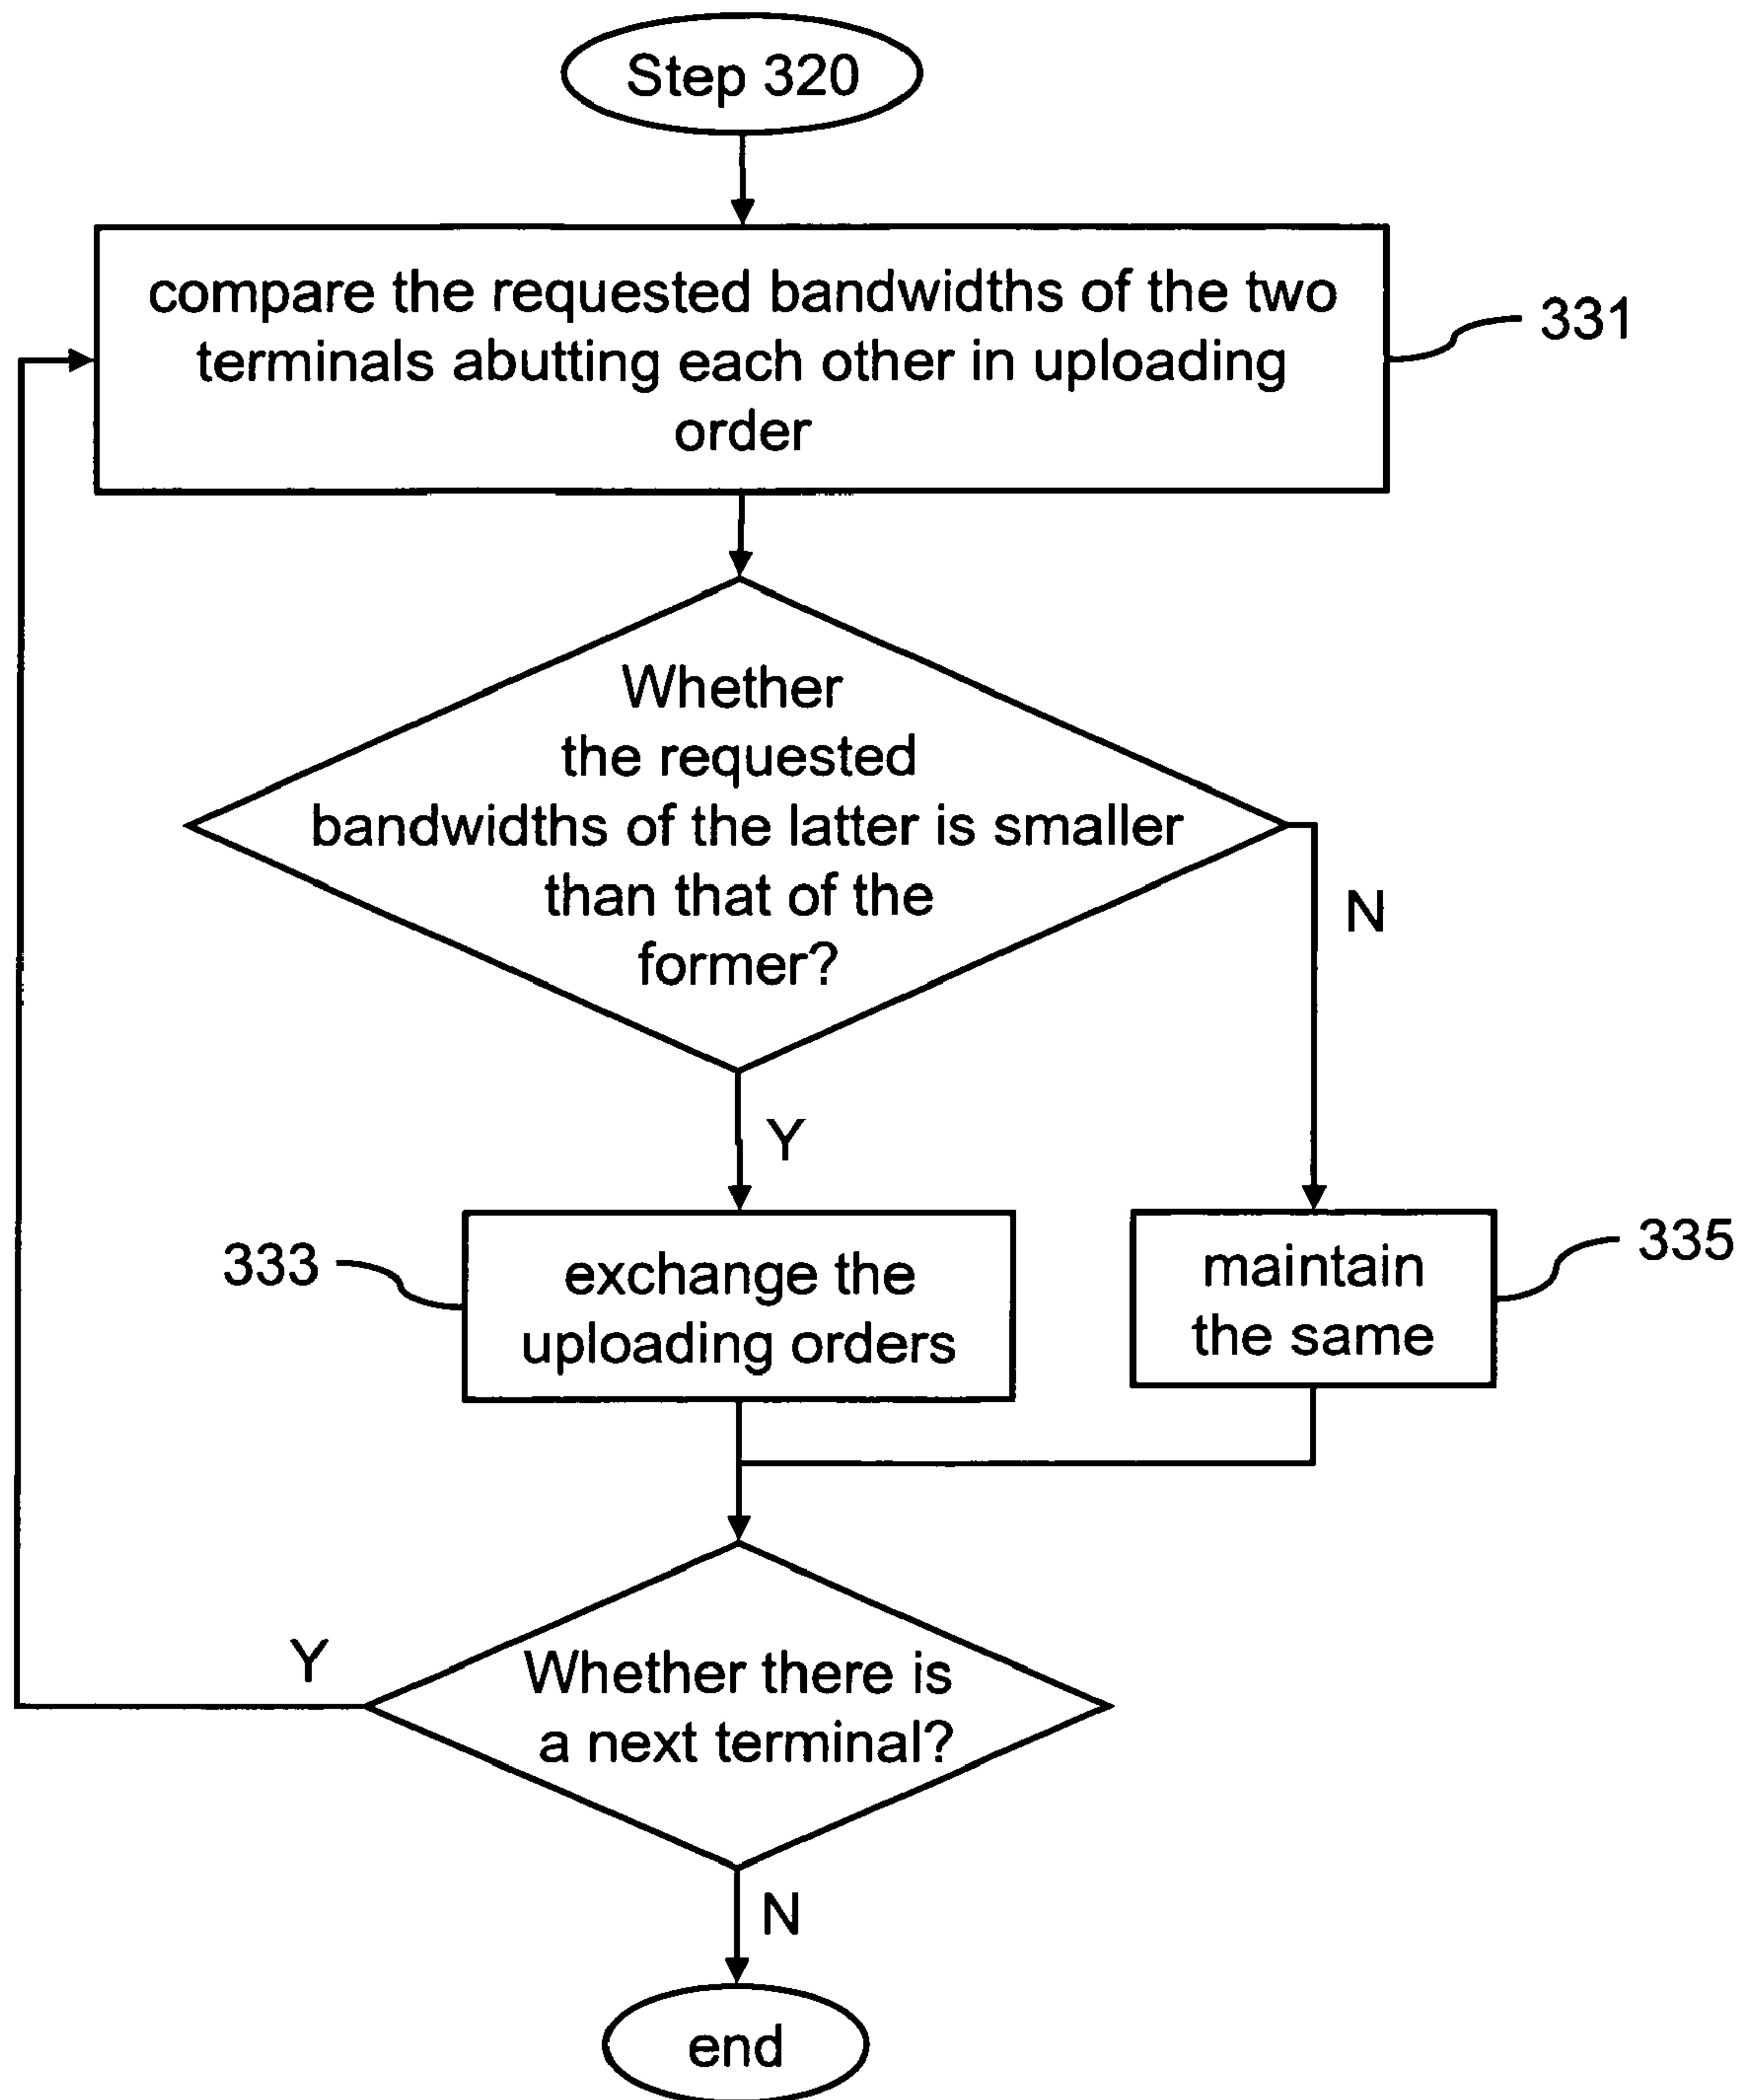 Step 320
compare the requested bandwidths of the two
terminals abutting each other in uploading
order
331
Whether
the requested
bandwidths of the latter is smaller
than that of the
former?
N
Y
333
exchange the
uploading orders
maintain
the same
335
Y
Whether there is
a next terminal?
N
end